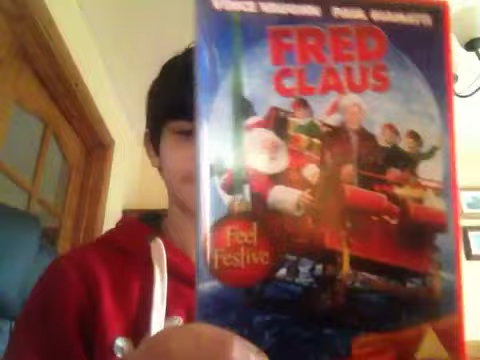 VINCE VAUGHN PAUL GIAMATTI
FRED
CLAUS
Feel
Festive